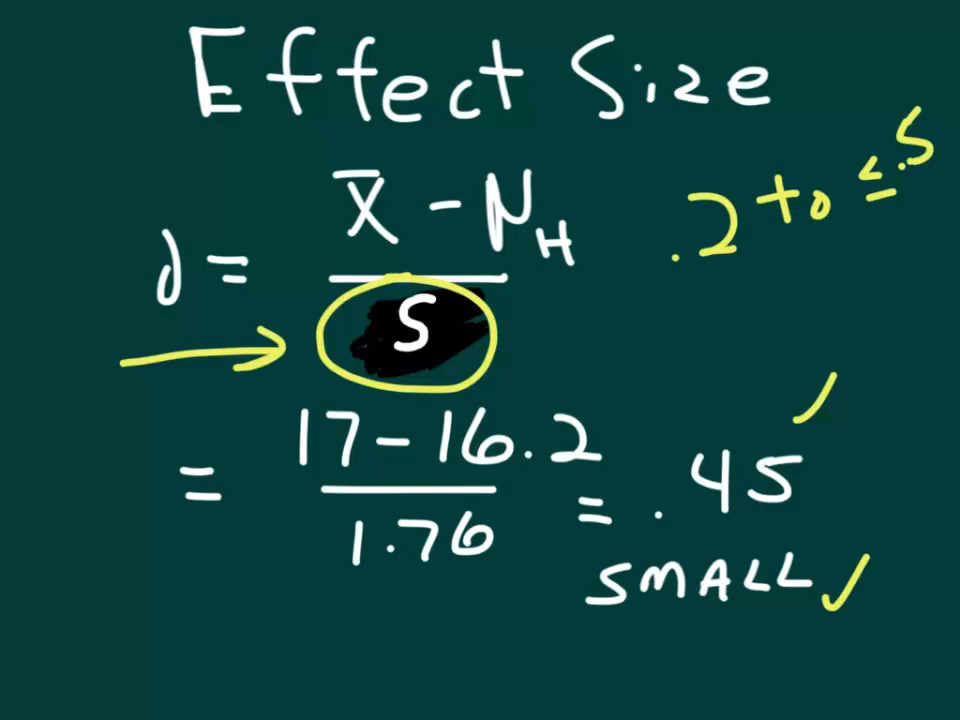 Effect Size
.2 to ≤ .5
X̄ - μH
d =
S
17 - 16.2
= = .45
1.76
SMALL